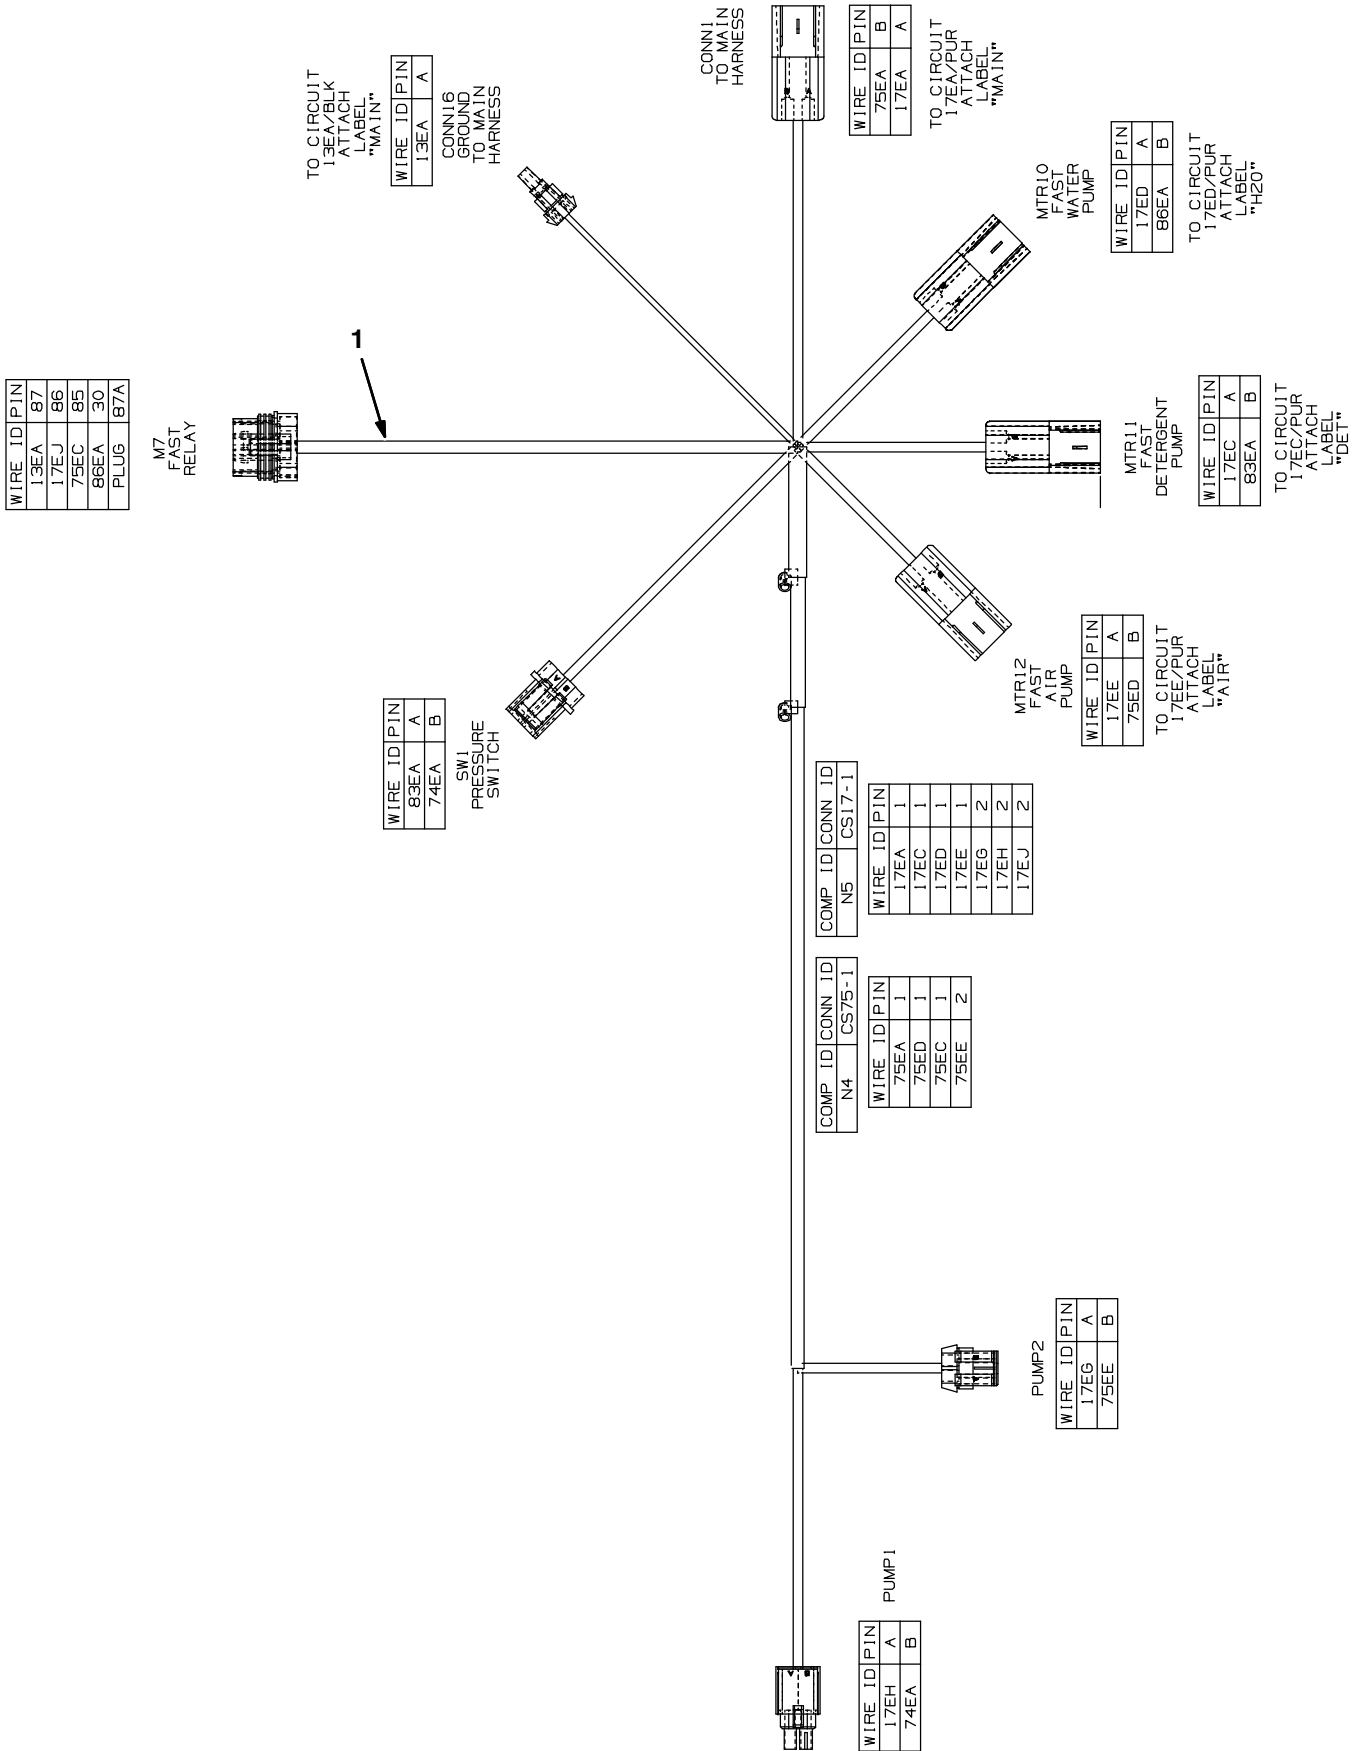 WIRE ID PIN
13EA 87
17EJ 86
75EC 85
86EA 30
PLUG 87A
M7
FAST
RELAY
1
TO CIRCUIT
13EA/BLK
ATTACH
LABEL
"MAIN"
WIRE ID PIN
13EA A
CONN16
GROUND
TO MAIN
HARNESS
CONN1
TO MAIN
HARNESS
WIRE ID PIN
75EA B
17EA A
TO CIRCUIT
17EA/PUR
ATTACH
LABEL
"MAIN"
MTR10
FAST
WATER
PUMP
WIRE ID PIN
17ED A
86EA B
TO CIRCUIT
17ED/PUR
ATTACH
LABEL
"H20"
MTR11
FAST
DETERGENT
PUMP
WIRE ID PIN
17EC A
83EA B
TO CIRCUIT
17EC/PUR
ATTACH
LABEL
"DET"
MTR12
FAST
AIR
PUMP
WIRE ID PIN
17EE A
75ED B
TO CIRCUIT
17EE/PUR
ATTACH
LABEL
"AIR"
WIRE ID PIN
83EA A
74EA B
SW1
PRESSURE
SWITCH
A
B
COMP ID CONN ID
N5 CS17-1
WIRE ID PIN
17EA 1
17EC 1
17ED 1
17EE 1
17EG 2
17EH 2
17EJ 2
COMP ID CONN ID
N4 CS75-1
WIRE ID PIN
75EA 1
75ED 1
75EC 1
75EE 2
PUMP2
WIRE ID PIN
17EG A
75EE B
PUMP1
WIRE ID PIN
17EH A
74EA B
A
B